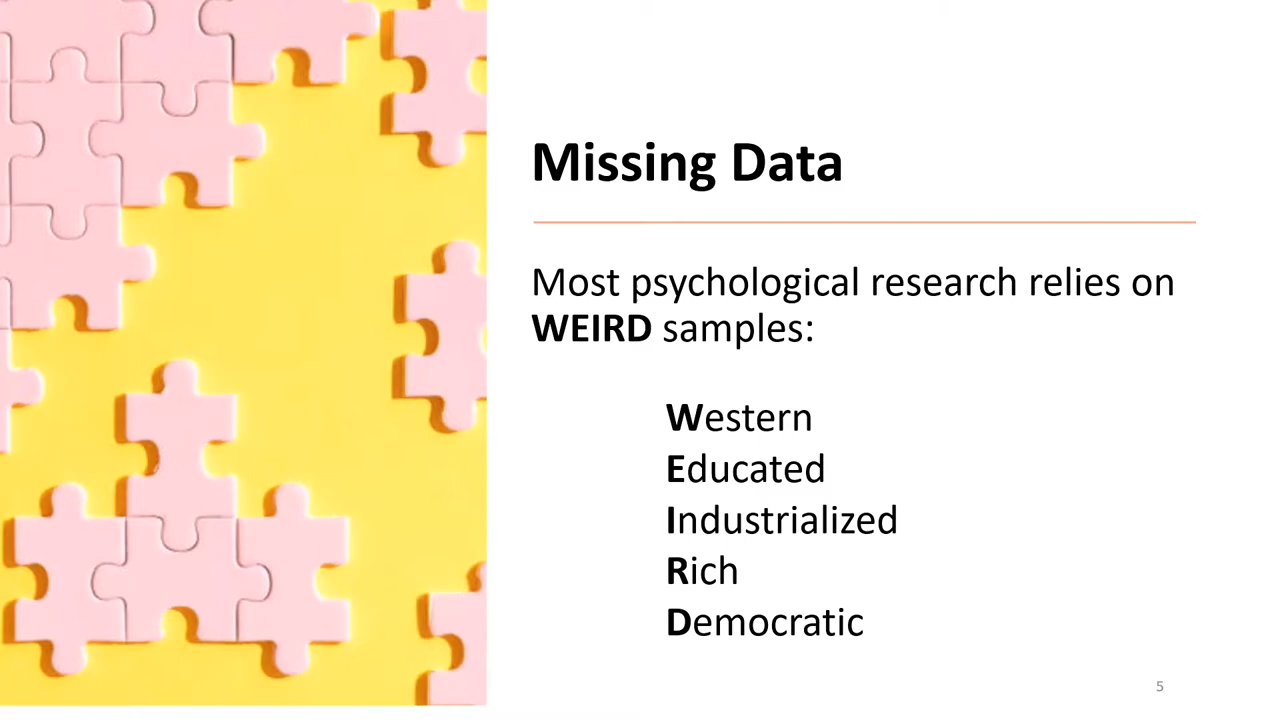 Missing Data
Most psychological research relies on
WEIRD samples:
Western
Educated
Industrialized
Rich
Democratic
5